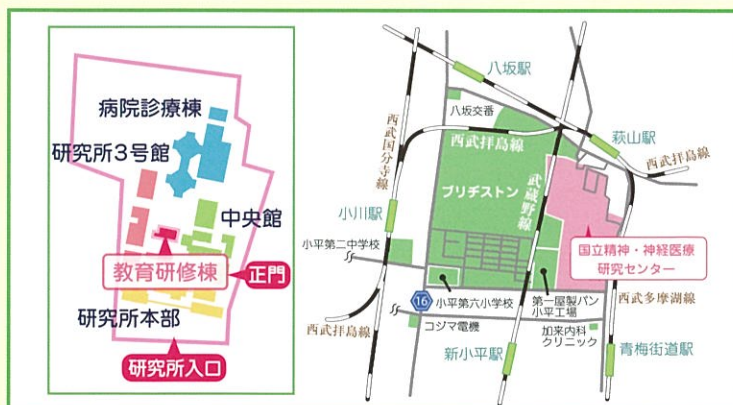 病院診療棟
研究所3号館
中央館
教育研修棟
正門
研究所本部
研究所入口
八坂駅
八坂交番
萩山駅
西武国分寺線
西武拝島線
西武拝島線
ブリヂストン
武蔵野線
小川駅
小平第二中学校
国立精神・神経医療
研究センター
16
小平第六小学校
第一屋製パン
小平工場
西武多摩湖線
西武拝島線
コジマ電機
加来内科
クリニック
新小平駅
青梅街道駅